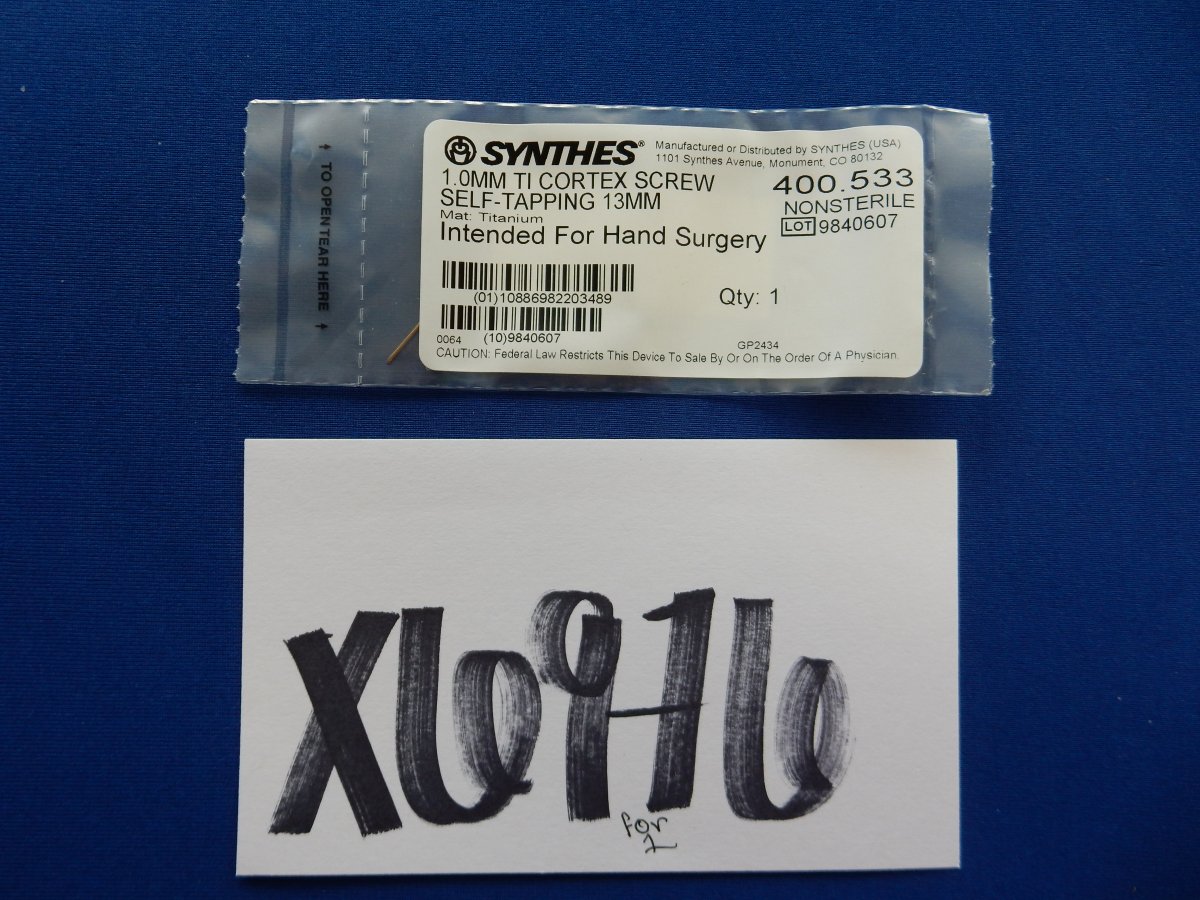 ↑ TO OPEN TEAR HERE ↑
SYNTHES®
Manufactured or Distributed by SYNTHES (USA)
1101 Synthes Avenue, Monument, CO 80132
1.0MM TI CORTEX SCREW
SELF-TAPPING 13MM
400.533
NONSTERILE
LOT 9840607
Mat: Titanium
Intended For Hand Surgery
(01)10886982203489
Qty: 1
(10)9840607
0064
GP2434
CAUTION: Federal Law Restricts This Device To Sale By Or On The Order Of A Physician.
X69-16
for
1